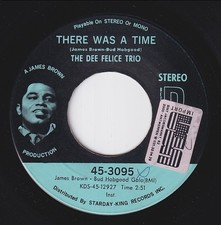 Playable On STEREO Or MONO
THERE WAS A TIME
(James Brown-Bud Hobgood)
THE DEE FELICE TRIO
STEREO
A JAMES BROWN
PRODUCTION
45-3095
James Brown - Bud Hobgood Golo(BMI)
KDS-45-12927 Time 2:51
Inst
Distributed By STARDAY-KING RECORDS INC.